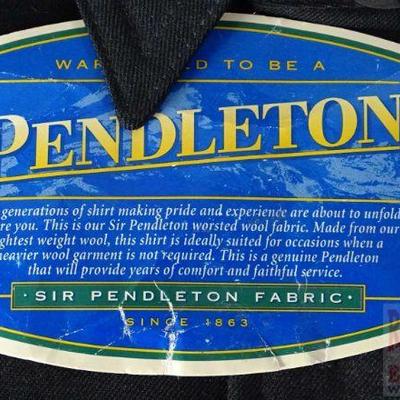 WAR ED TO BE A
PENDLETON
generations of shirt making pride and experience are about to unfold
re you. This is our Sir Pendleton worsted wool fabric. Made from our
ghtest weight wool, this shirt is ideally suited for occasions when a
heavier wool garment is not required. This is a genuine Pendleton
that will provide years of comfort and faithful service.
· SIR PENDLETON FABRIC ·
SINCE 1863